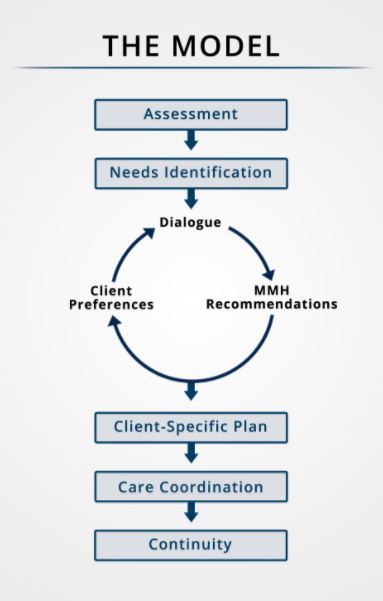 THE MODEL
Assessment
Needs Identification
Dialogue
Client
Preferences
MMH
Recommendations
Client-Specific Plan
Care Coordination
Continuity